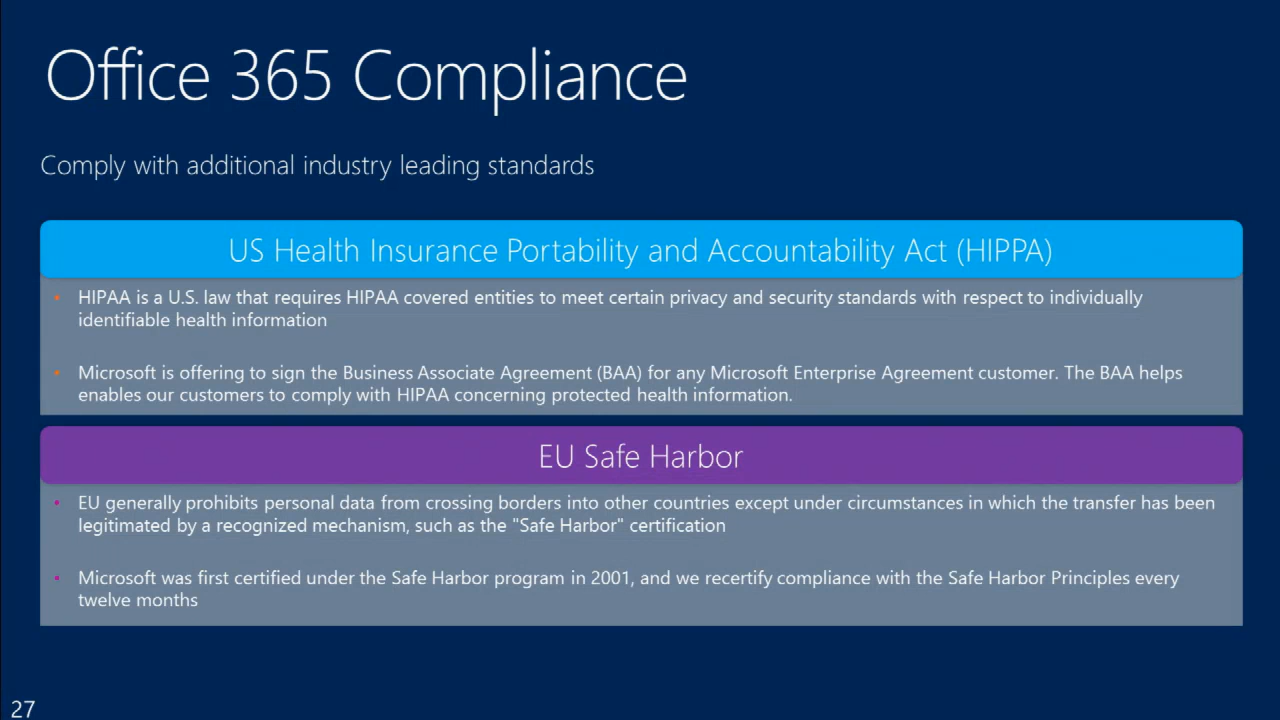 Office 365 Compliance
Comply with additional industry leading standards
US Health Insurance Portability and Accountability Act (HIPPA)
• HIPAA is a U.S. law that requires HIPAA covered entities to meet certain privacy and security standards with respect to individually
identifiable health information
• Microsoft is offering to sign the Business Associate Agreement (BAA) for any Microsoft Enterprise Agreement customer. The BAA helps
enables our customers to comply with HIPAA concerning protected health information.
EU Safe Harbor
• EU generally prohibits personal data from crossing borders into other countries except under circumstances in which the transfer has been
legitimated by a recognized mechanism, such as the "Safe Harbor" certification
• Microsoft was first certified under the Safe Harbor program in 2001, and we recertify compliance with the Safe Harbor Principles every
twelve months
27